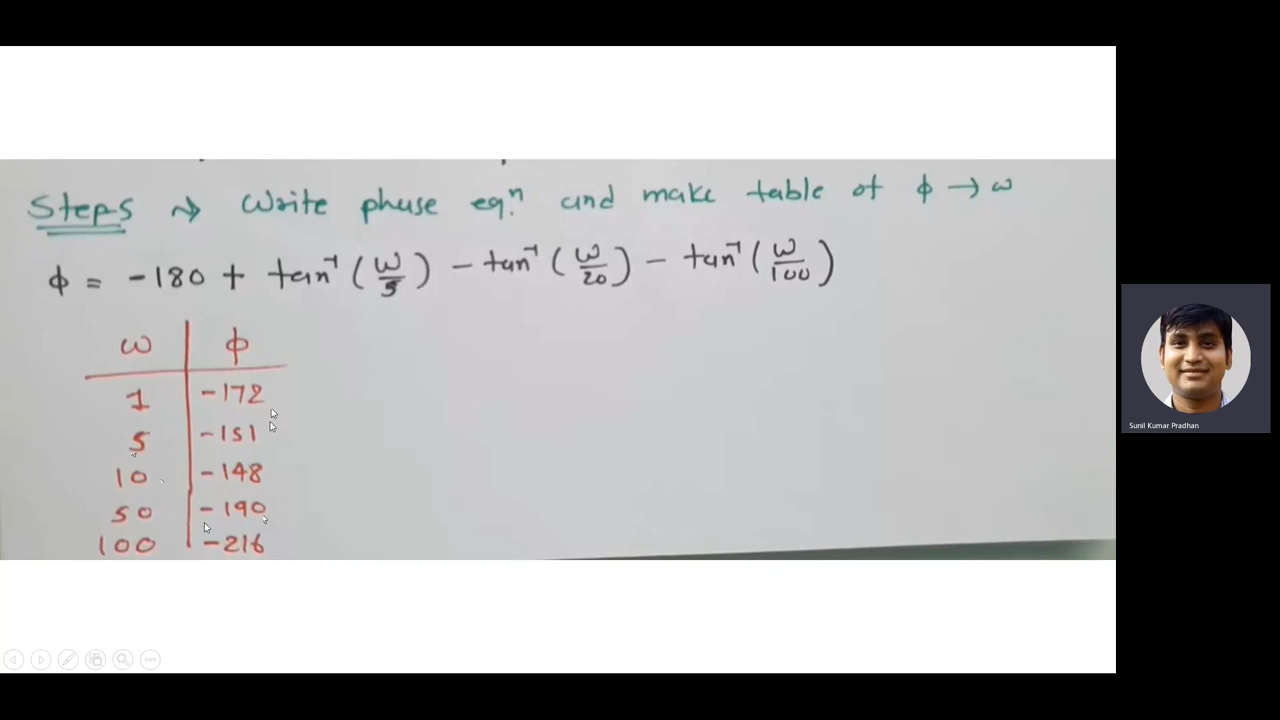 Steps → Write phase eqⁿ. and make table of ϕ → ω
ϕ = -180 + tan⁻¹ (ω/5) - tan⁻¹ (ω/20) - tan⁻¹ (ω/100)
ω | ϕ
1 | -172
5 | -151
10 | -148
50 | -190
100 | -216
Sunil Kumar Pradhan